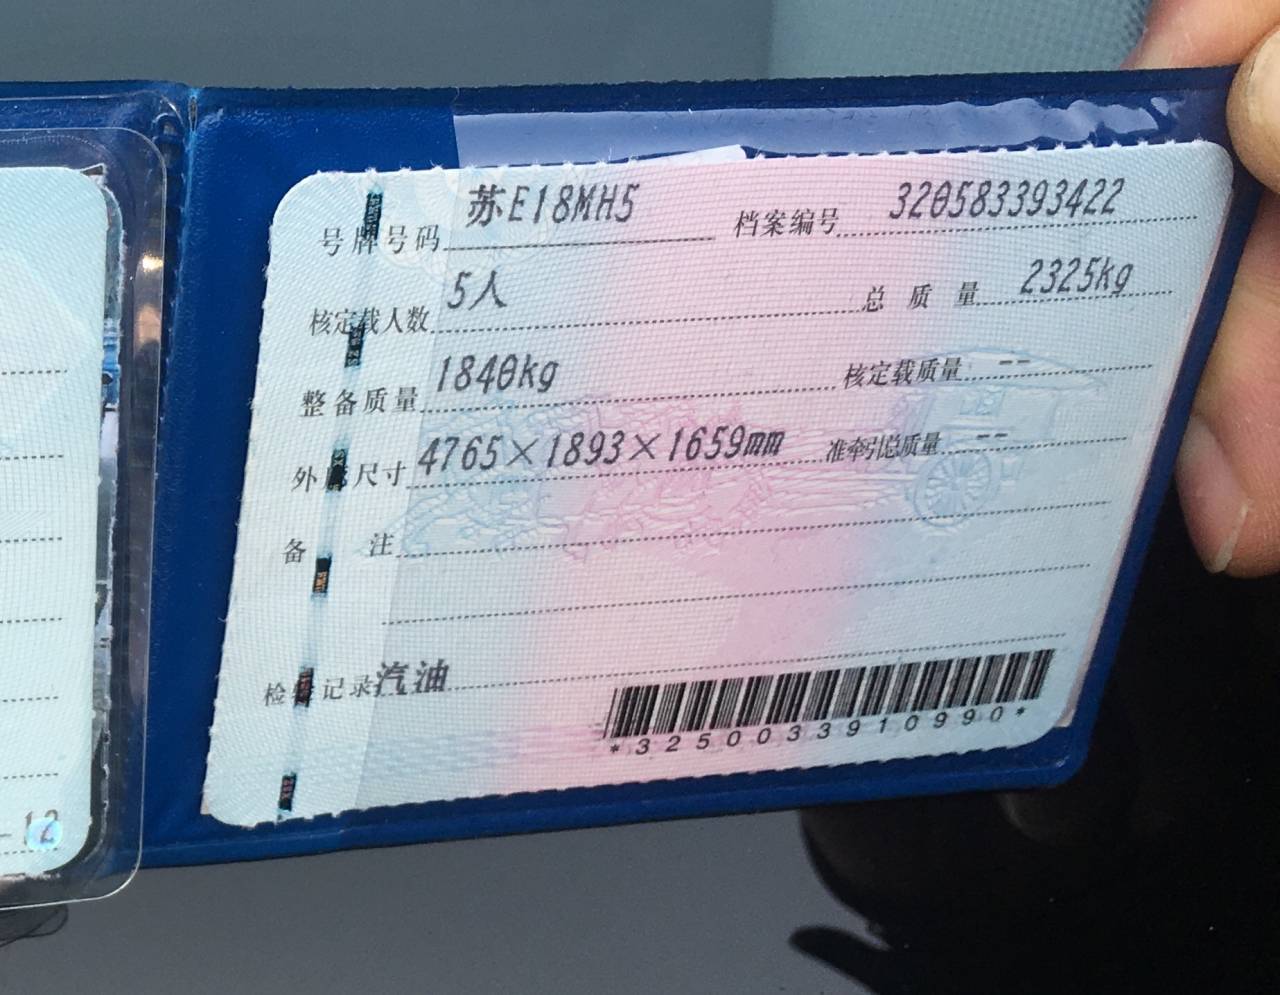 号牌号码 苏E18MH5 档案编号 320583393422
核定载人数 5人 总质量 2325kg
整备质量 1840kg 核定载质量 --
外廓尺寸 4765×1893×1659mm 准牵引总质量 --
备注
检验记录 汽油
*3250033910990*
-12